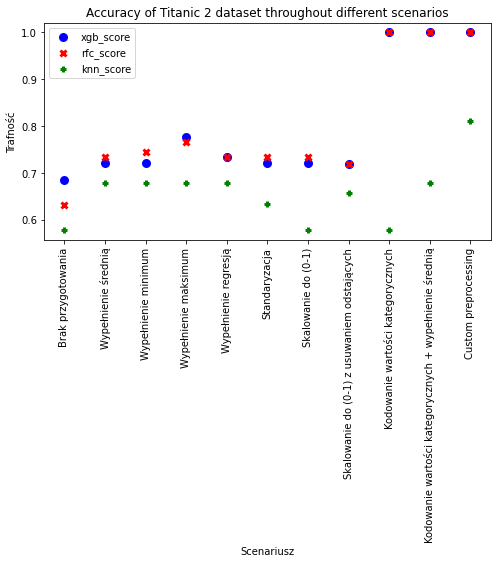 Accuracy of Titanic 2 dataset throughout different scenarios
xgb_score
rfc_score
knn_score
Trafność
1.0
0.9
0.8
0.7
0.6
Brak przygotowania
Wypełnienie średnią
Wypełnienie minimum
Wypełnienie maksimum
Wypełnienie regresją
Standaryzacja
Skalowanie do (0-1)
Skalowanie do (0-1) z usuwaniem odstających
Kodowanie wartości kategorycznych
Kodowanie wartości kategorycznych + wypełnienie średnią
Custom preprocessing
Scenariusz